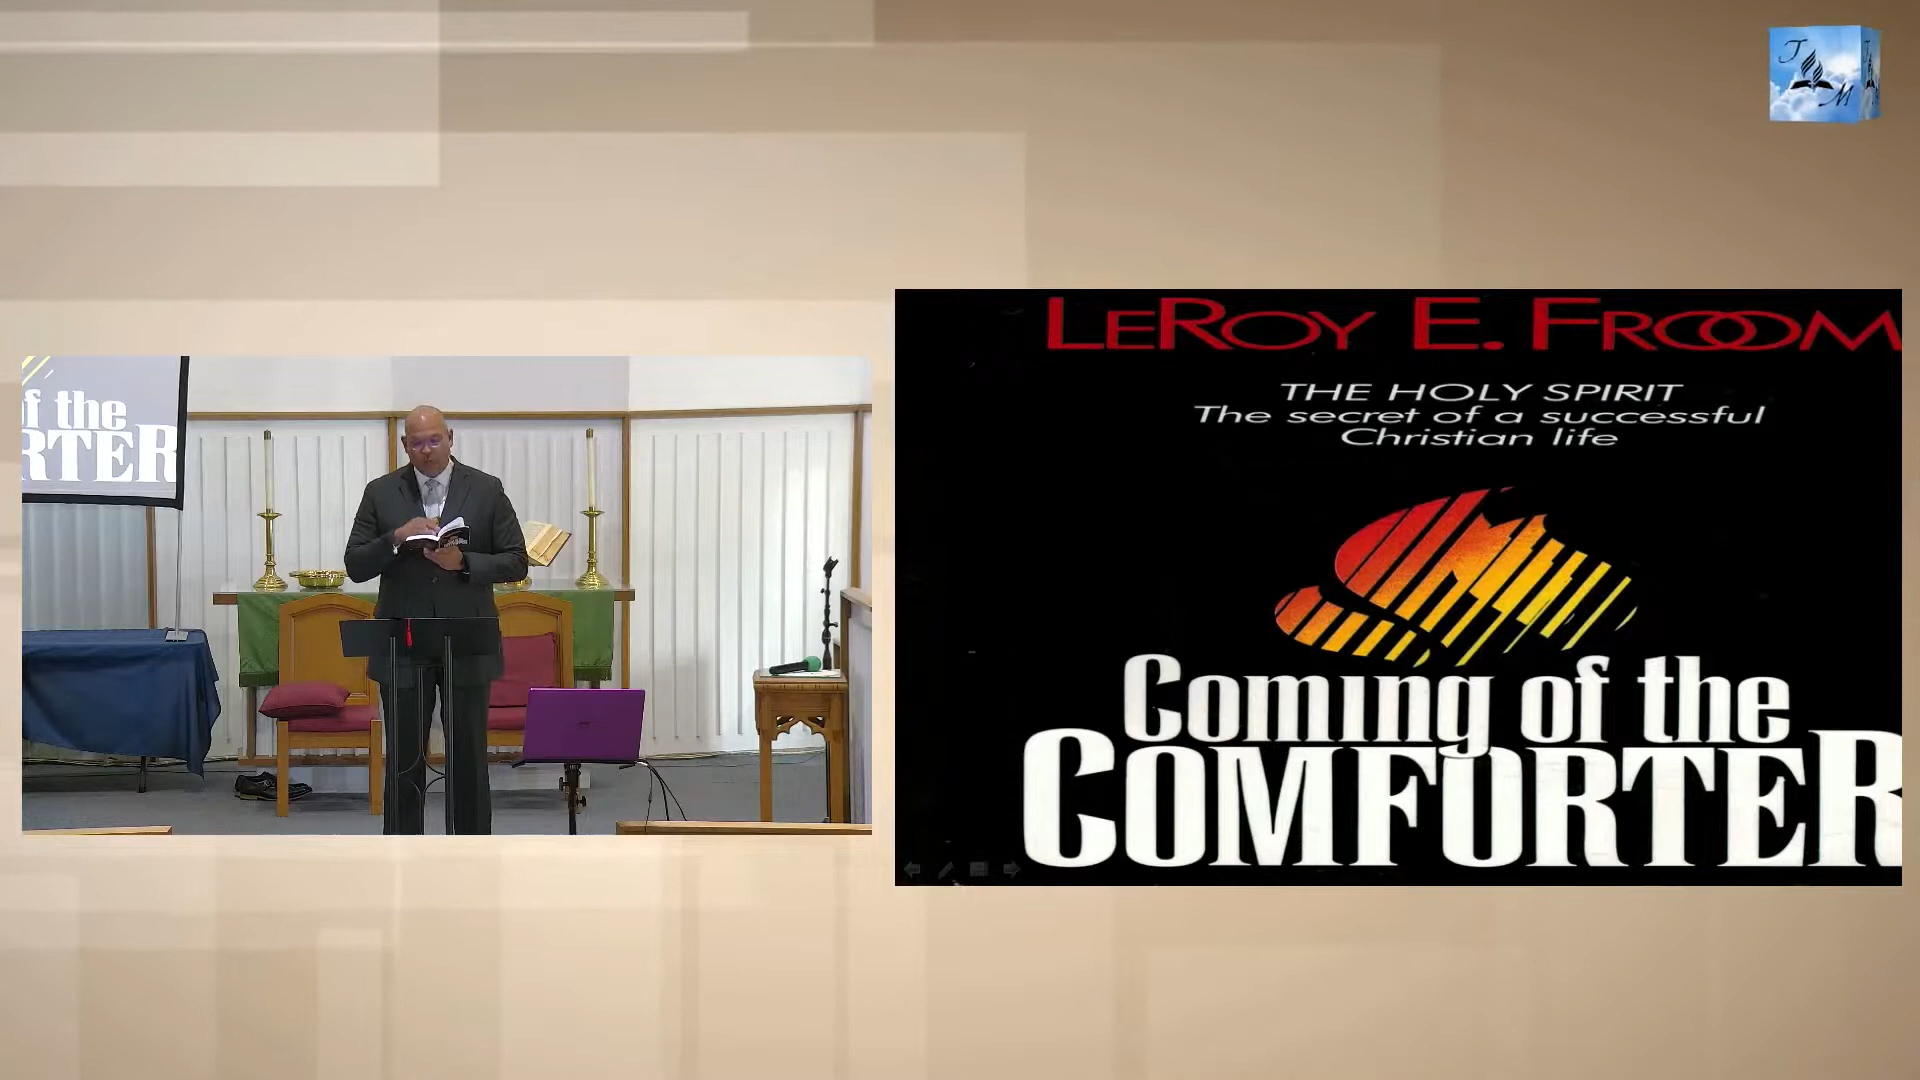 T
M
LEROY E. FROOM
THE HOLY SPIRIT
The secret of a successful
Christian life
Coming of the
COMFORTER
f the
RTER